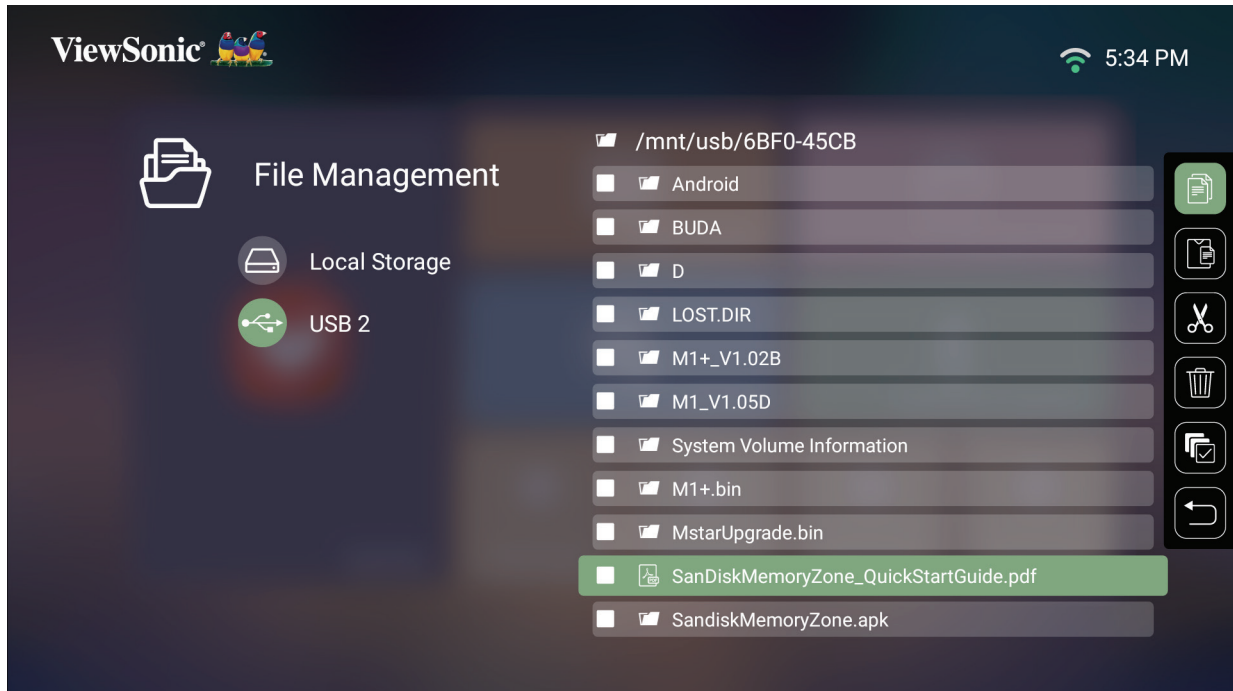 ViewSonic
5:34 PM
File Management
Local Storage
USB 2
/mnt/usb/6BF0-45CB
Android
BUDA
D
LOST.DIR
M1+_V1.02B
M1_V1.05D
System Volume Information
M1+.bin
MstarUpgrade.bin
SanDiskMemoryZone_QuickStartGuide.pdf
SandiskMemoryZone.apk